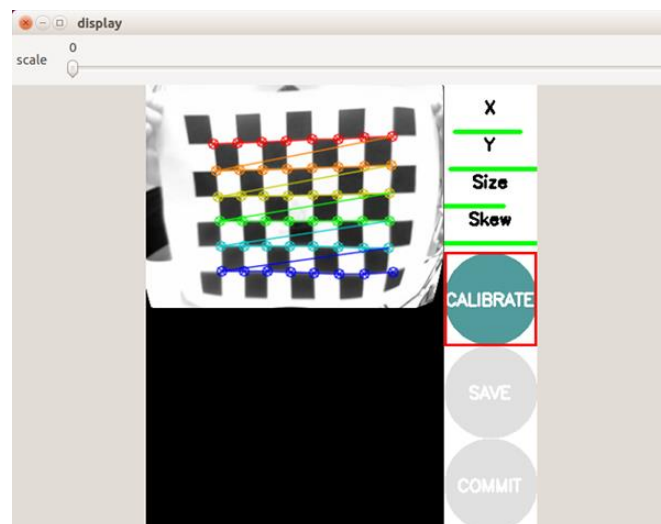 display
scale
0
X
Y
Size
Skew
CALIBRATE
SAVE
COMMIT